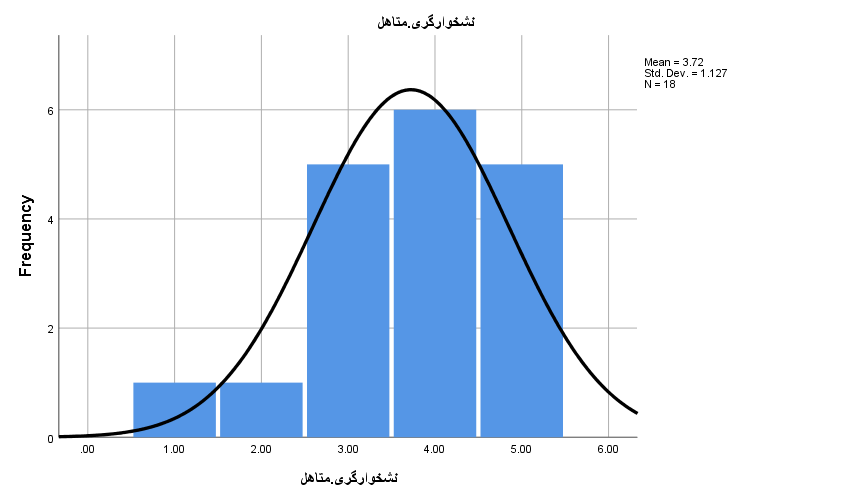 نشخوارگری.متاهل
Mean = 3.72
Std. Dev. = 1.127
N = 18
Frequency
6
4
2
0
.00 1.00 2.00 3.00 4.00 5.00 6.00
نشخوارگری.متاهل